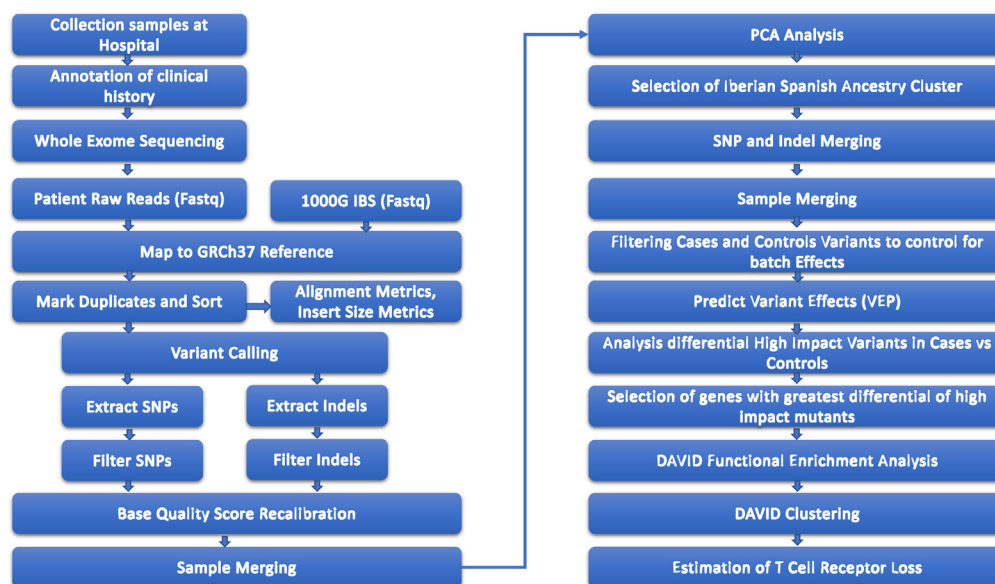 Collection samples at
Hospital
Annotation of clinical
history
Whole Exome Sequencing
Patient Raw Reads (Fastq)
1000G IBS (Fastq)
Map to GRCh37 Reference
Mark Duplicates and Sort
Alignment Metrics,
Insert Size Metrics
Variant Calling
Extract SNPs
Extract Indels
Filter SNPs
Filter Indels
Base Quality Score Recalibration
Sample Merging
PCA Analysis
Selection of Iberian Spanish Ancestry Cluster
SNP and Indel Merging
Sample Merging
Filtering Cases and Controls Variants to control for
batch Effects
Predict Variant Effects (VEP)
Analysis differential High Impact Variants in Cases vs
Controls
Selection of genes with greatest differential of high
impact mutants
DAVID Functional Enrichment Analysis
DAVID Clustering
Estimation of T Cell Receptor Loss